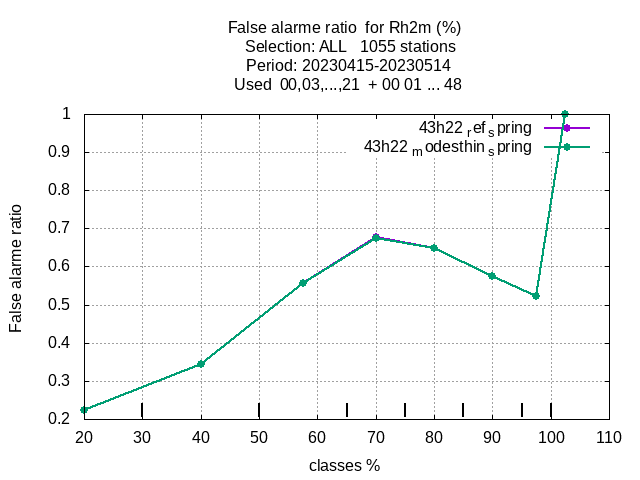 False alarme ratio  for Rh2m (%)
Selection: ALL   1055 stations
Period: 20230415-20230514
Used  00,03,...,21  + 00 01 ... 48
43h22 ref spring
43h22 modesthin spring
False alarme ratio
1
0.9
0.8
0.7
0.6
0.5
0.4
0.3
0.2
20 30 40 50 60 70 80 90 100 110
classes %